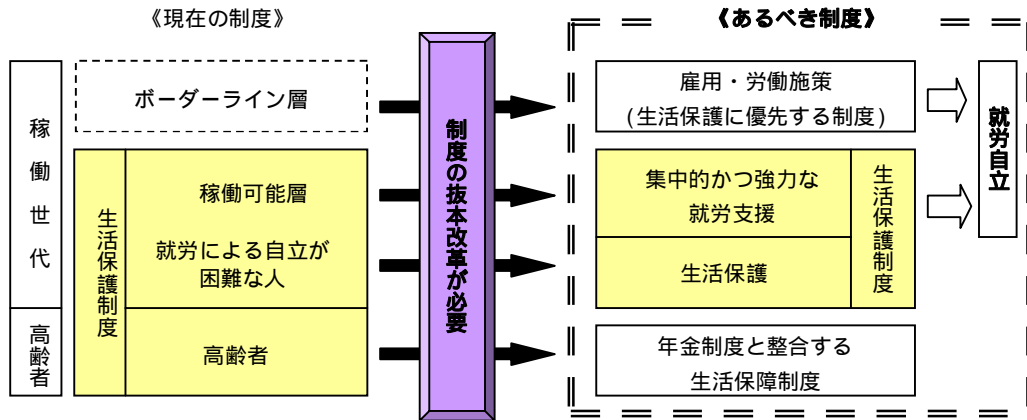 《現在の制度》
《あるべき制度》
稼働世代
高齢者
ボーダーライン層
生活保護制度
稼働可能層
就労による自立が
困難な人
高齢者
制度の抜本改革が必要
雇用・労働施策
(生活保護に優先する制度)
集中的かつ強力な
就労支援
生活保護
生活保護制度
年金制度と整合する
生活保障制度
就労自立